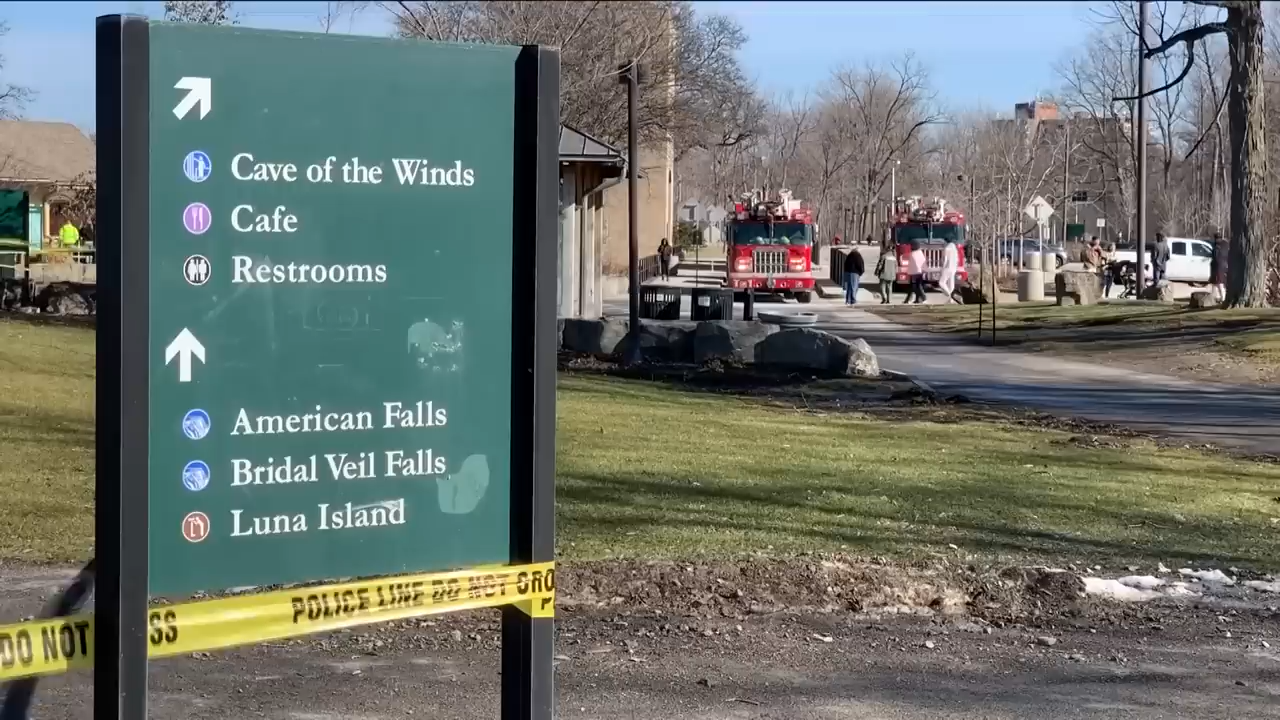 Cave of the Winds
Cafe
Restrooms
American Falls
Bridal Veil Falls
Luna Island
DO NOT SS POLICE LINE DO NOT CRO
P